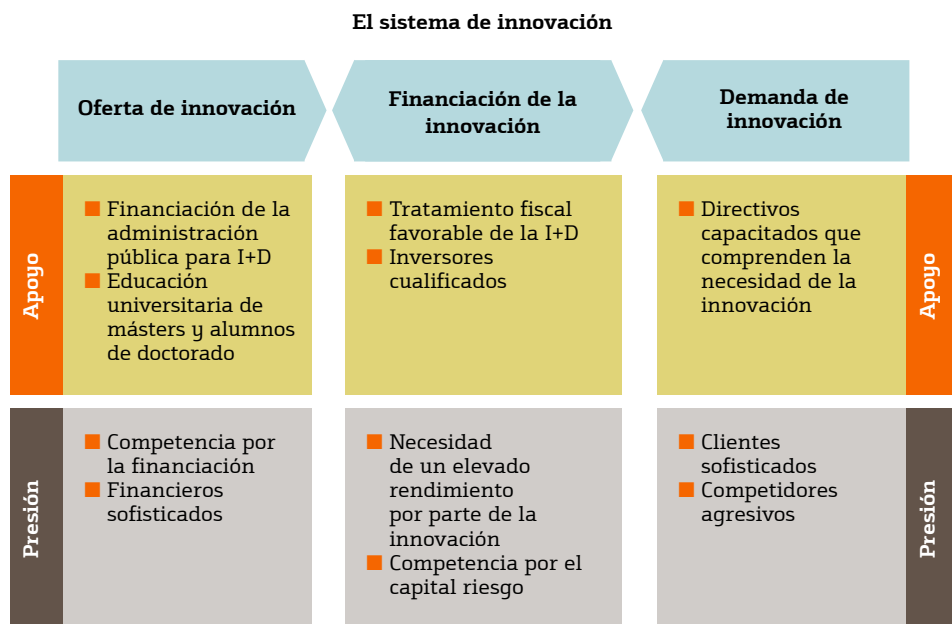 El sistema de innovación
Oferta de innovación
Financiación de la
innovación
Demanda de
innovación
Apoyo
■ Financiación de la
administración
pública para I+D
■ Educación
universitaria de
másters y alumnos
de doctorado
■ Tratamiento fiscal
favorable de la I+D
■ Inversores
cualificados
■ Directivos
capacitados que
comprenden la
necesidad de la
innovación
Apoyo
Presión
■ Competencia por
la financiación
■ Financieros
sofisticados
■ Necesidad
de un elevado
rendimiento
por parte de la
innovación
■ Competencia por el
capital riesgo
■ Clientes
sofisticados
■ Competidores
agresivos
Presión